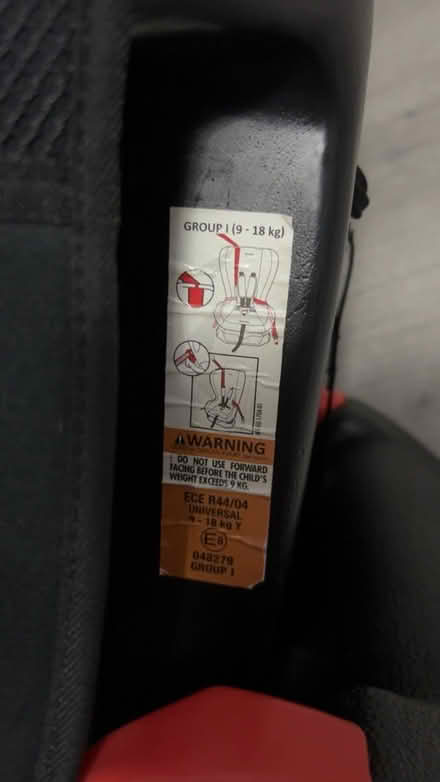 GROUP I (9 - 18 kg)
WARNING
! DO NOT USE FORWARD
FACING BEFORE THE CHILD'S
WEIGHT EXCEEDS 9 KG.
ECE R44/04
UNIVERSAL
9 - 18 kg Y
E8
048279
GROUP I